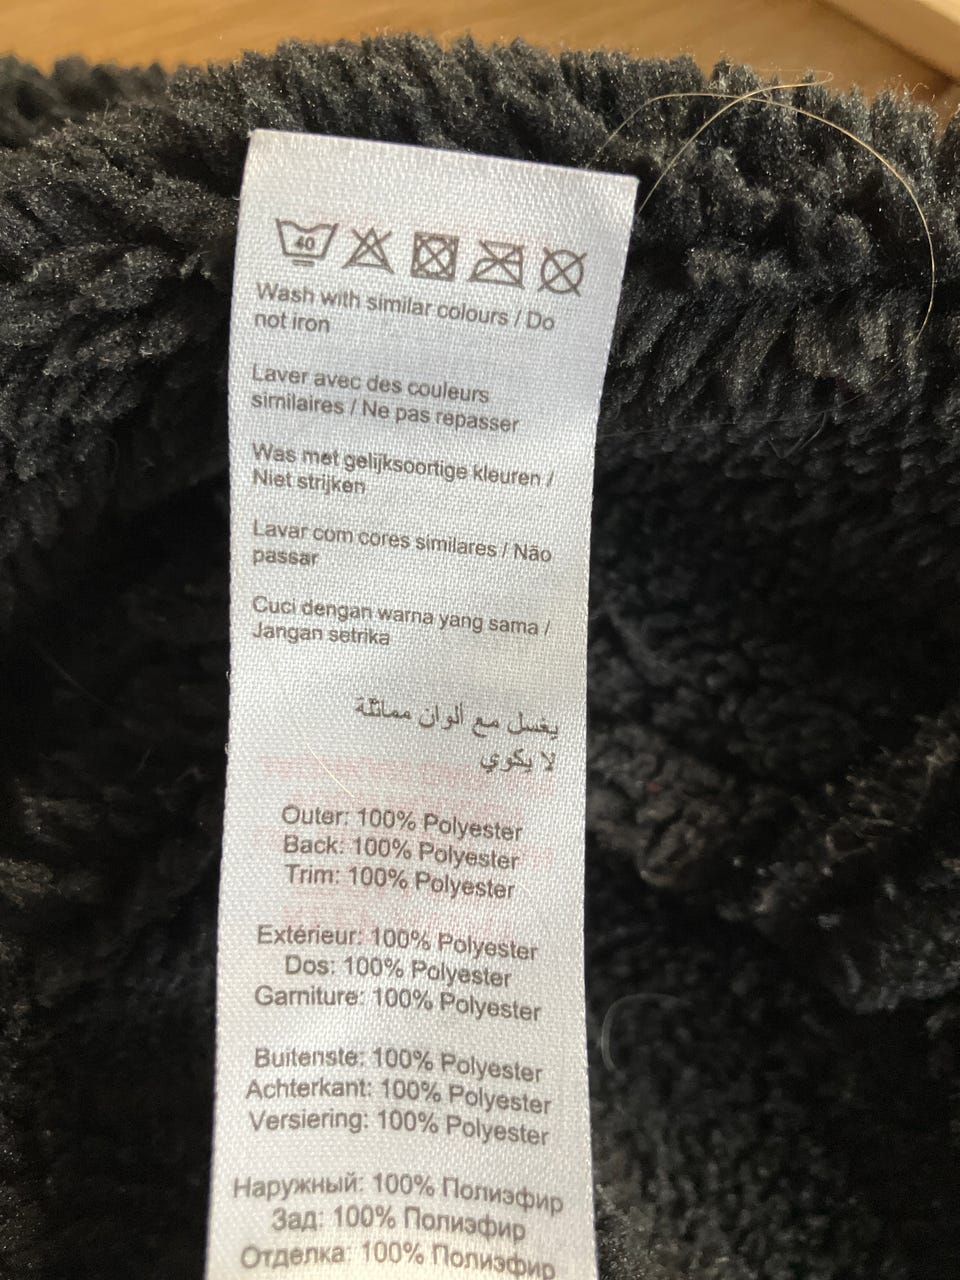 40
Wash with similar colours / Do
not iron
Laver avec des couleurs
similaires / Ne pas repasser
Was met gelijksoortige kleuren /
Niet strijken
Lavar com cores similares / Não
passar
Cuci dengan warna yang sama /
Jangan setrika
يغسل مع ألوان مماثلة
لا يكوي
Outer: 100% Polyester
Back: 100% Polyester
Trim: 100% Polyester
Extérieur: 100% Polyester
Dos: 100% Polyester
Garniture: 100% Polyester
Buitenste: 100% Polyester
Achterkant: 100% Polyester
Versiering: 100% Polyester
Наружный: 100% Полиэфир
Зад: 100% Полиэфир
Отделка: 100% Полиэфир